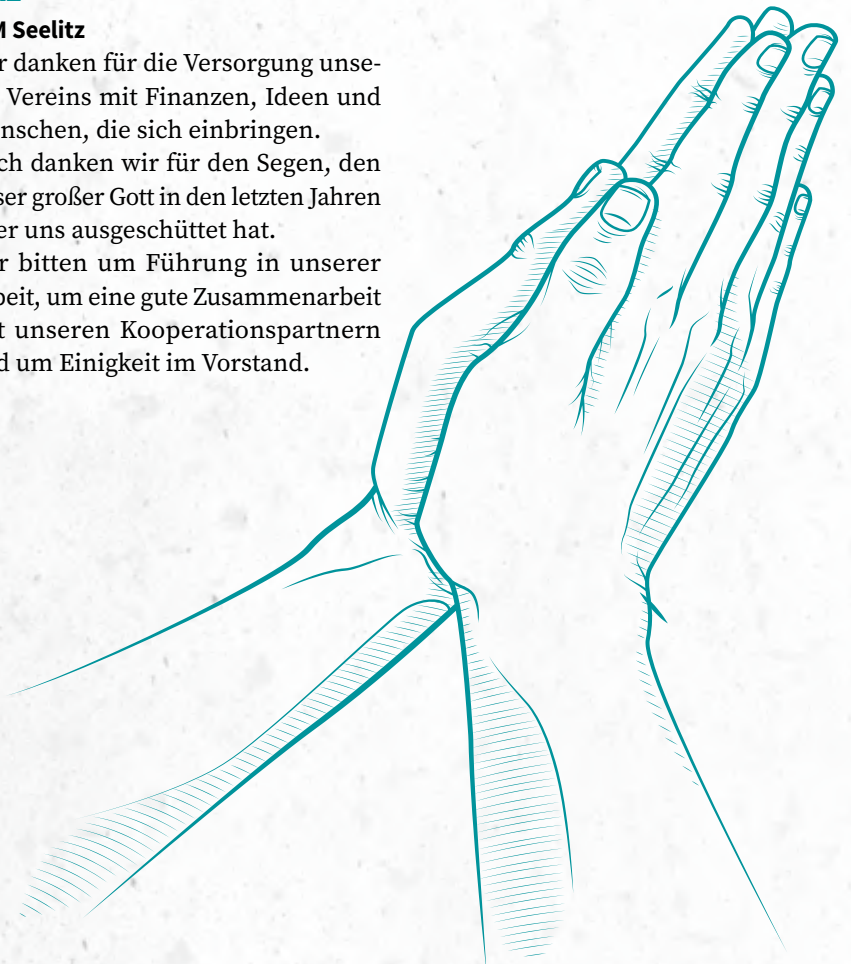 M Seelitz
r danken für die Versorgung unse-
Vereins mit Finanzen, Ideen und
nschen, die sich einbringen.
ch danken wir für den Segen, den
ser großer Gott in den letzten Jahren
er uns ausgeschüttet hat.
r bitten um Führung in unserer
beit, um eine gute Zusammenarbeit
t unseren Kooperationspartnern
d um Einigkeit im Vorstand.